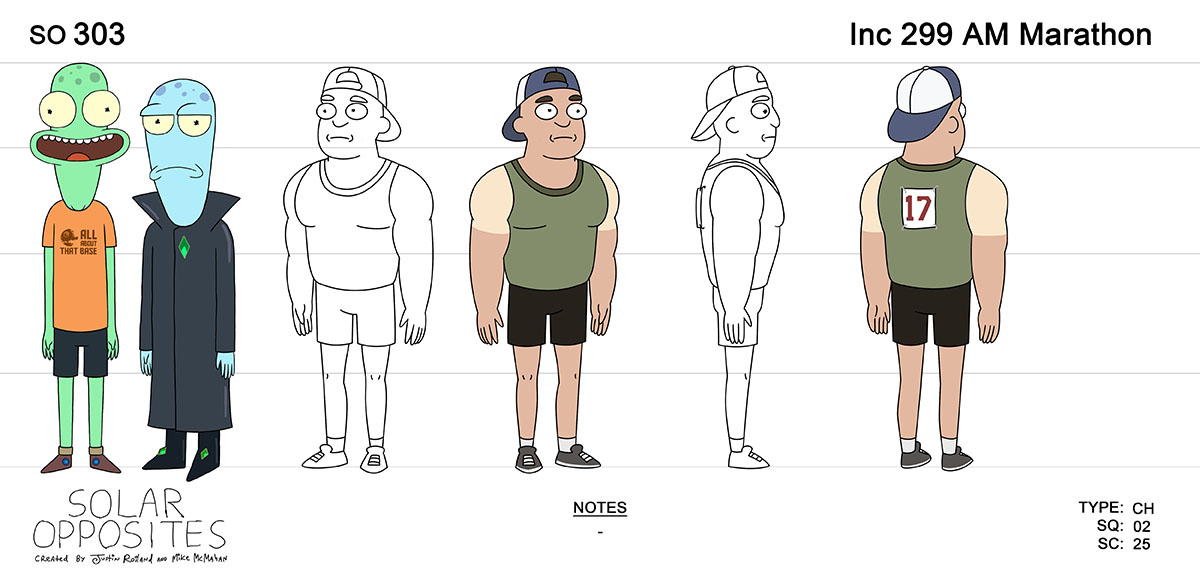 SO 303
Inc 299 AM Marathon
ALL
ABOUT
THAT BASE
17
SOLAR
OPPOSITES
CREATED BY JUSTIN ROILAND AND MIKE MCMAHAN
NOTES
-
TYPE: CH
SQ: 02
SC: 25